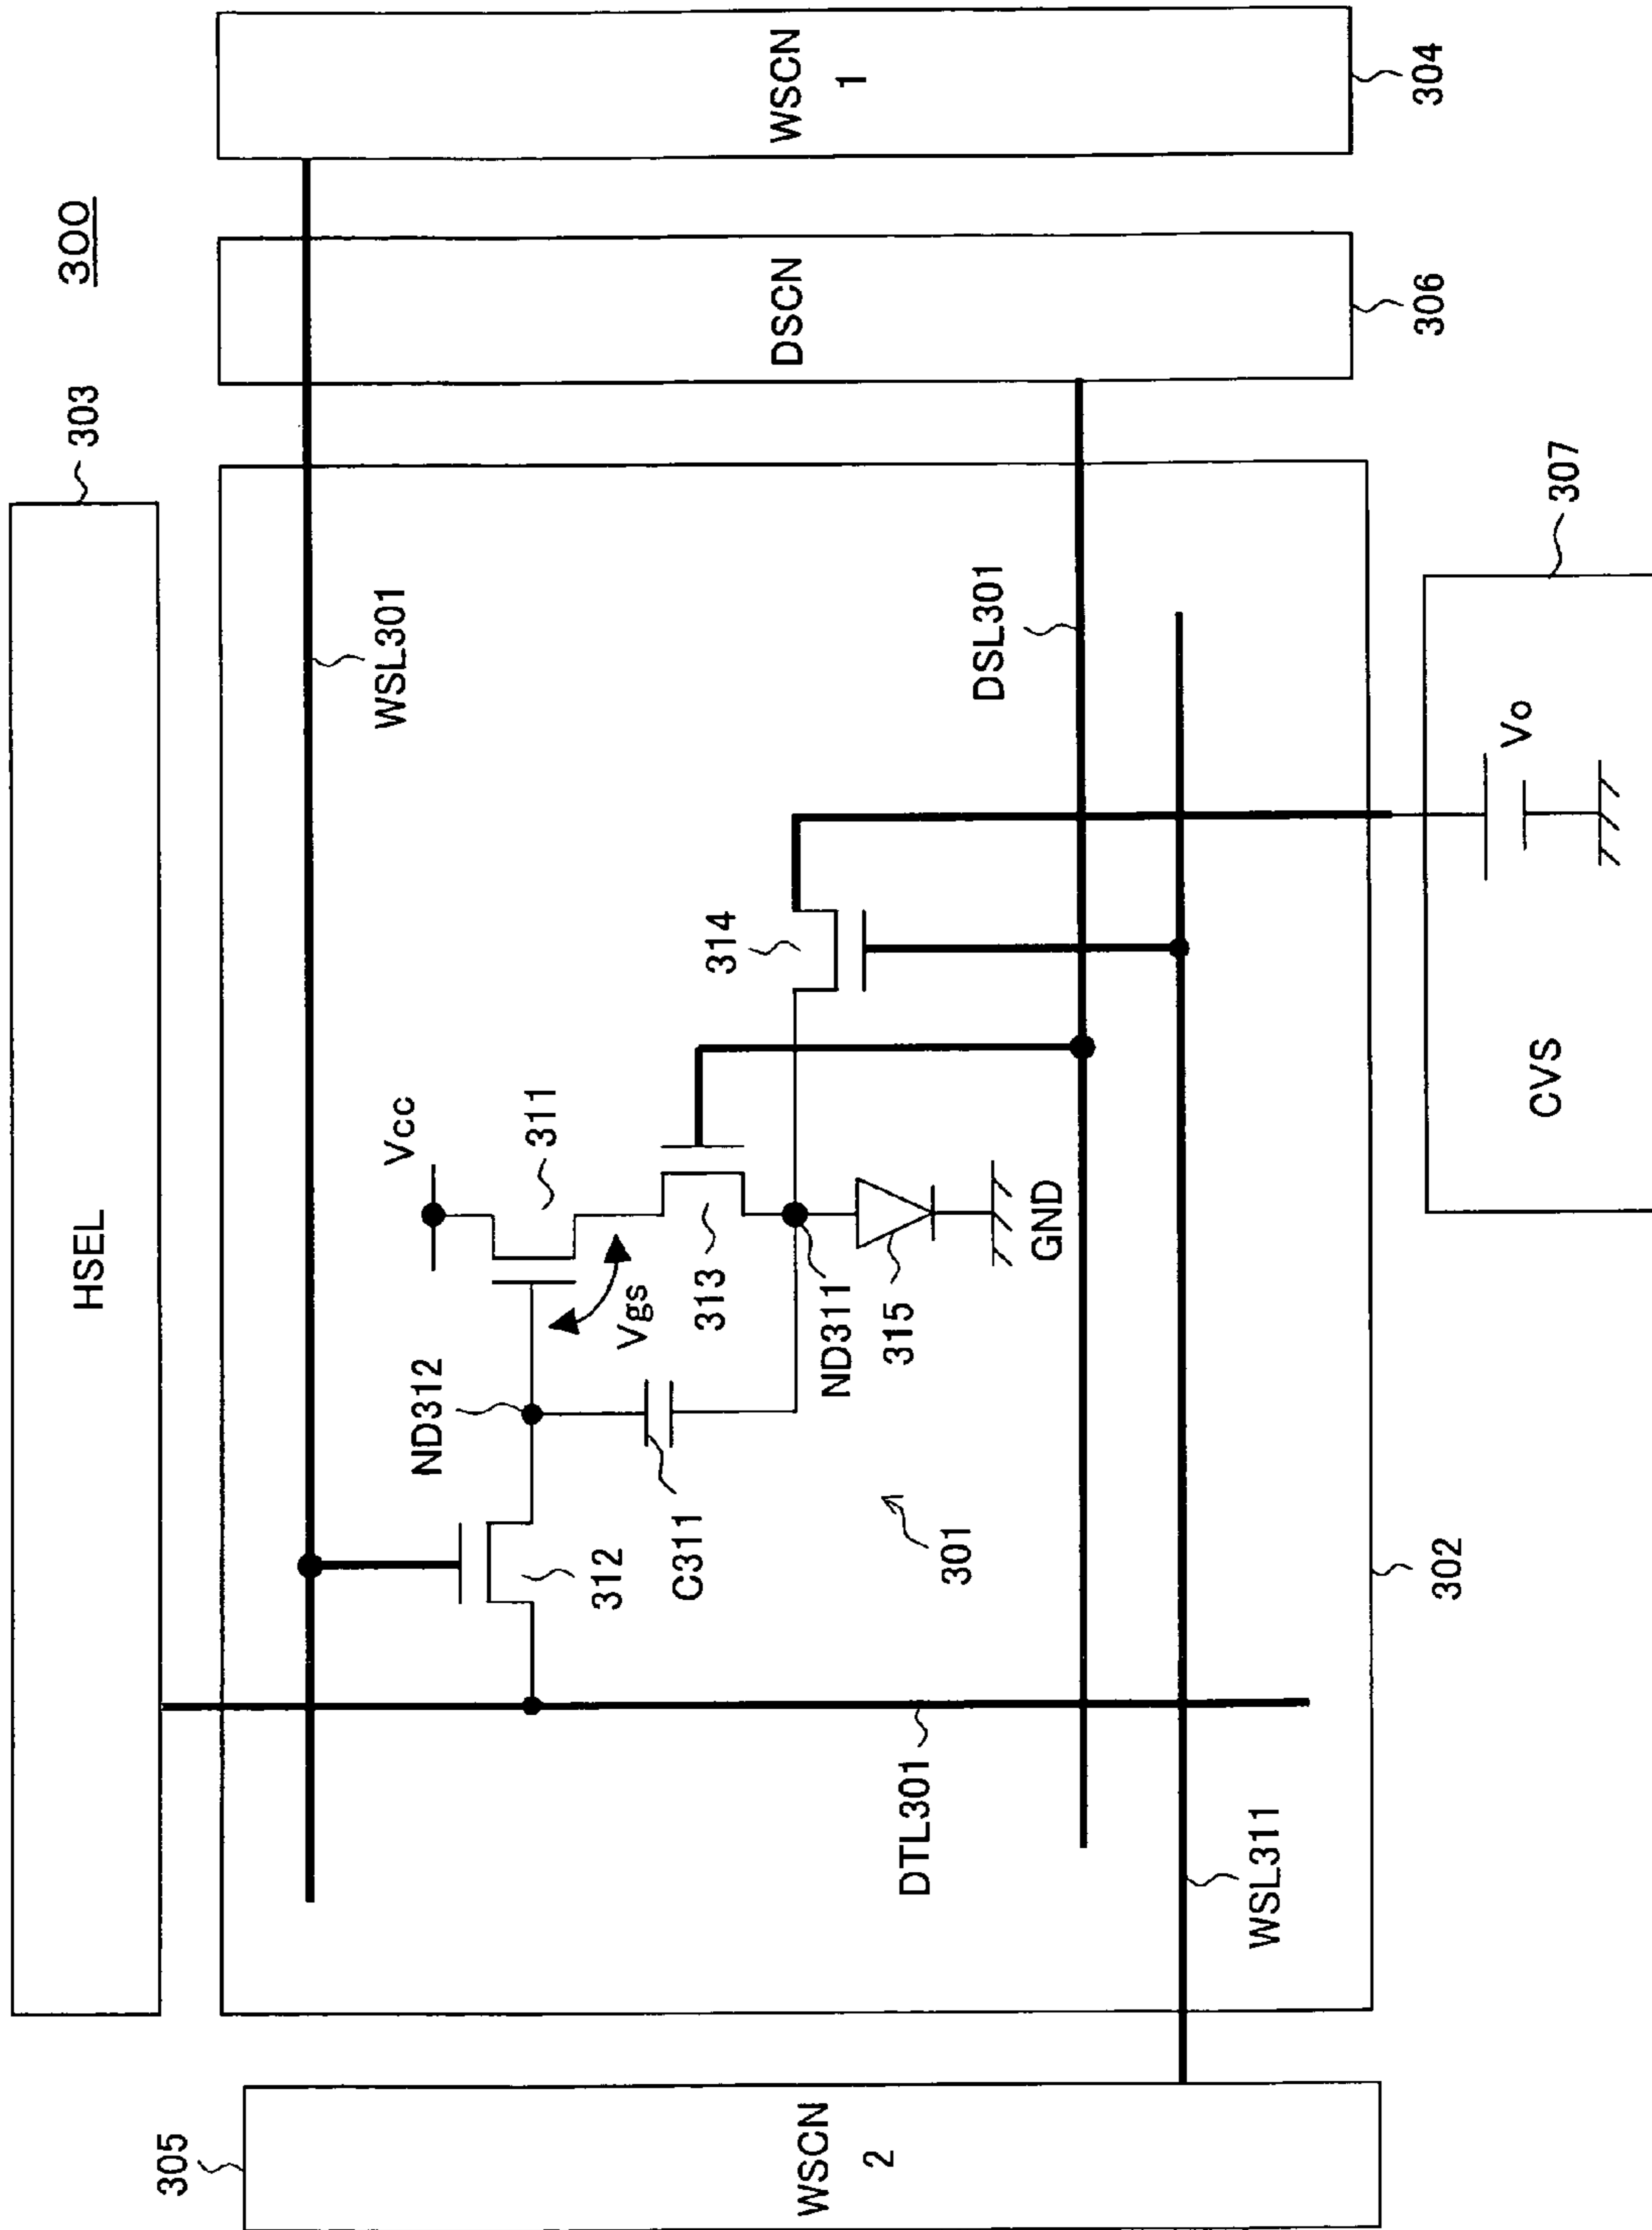 300
303
HSEL
305
WSCN
2
DSCN
306
WSCN
1
304
WSL301
Vcc
311
ND312
Vgs
312
C311
313
314
ND311
315
GND
301
DSL301
DTL301
WSL311
302
307
CVS
Vo